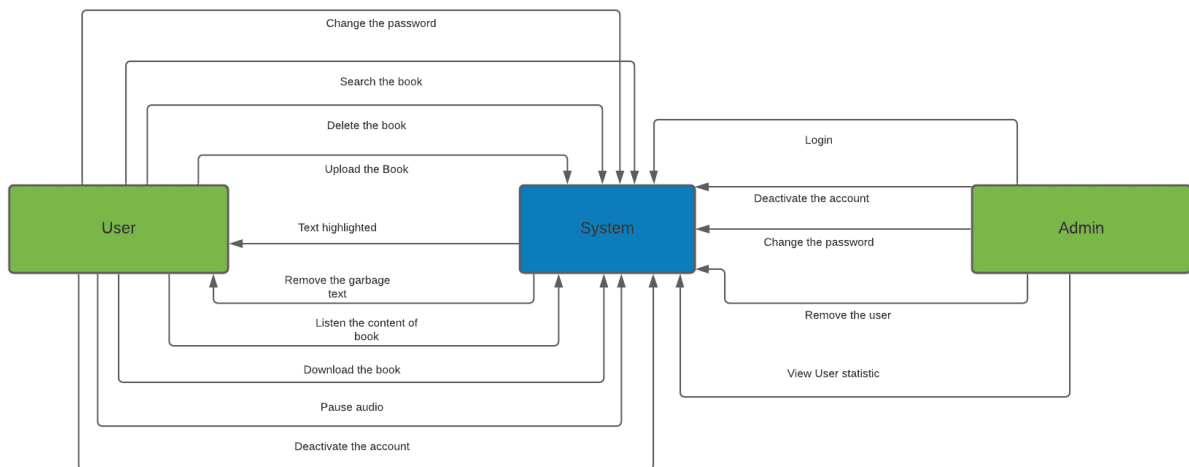 Change the password
Search the book
Delete the book
Upload the Book
Login
User
System
Admin
Text highlighted
Deactivate the account
Change the password
Remove the garbage
text
Listen the content of
book
Remove the user
Download the book
View User statistic
Pause audio
Deactivate the account